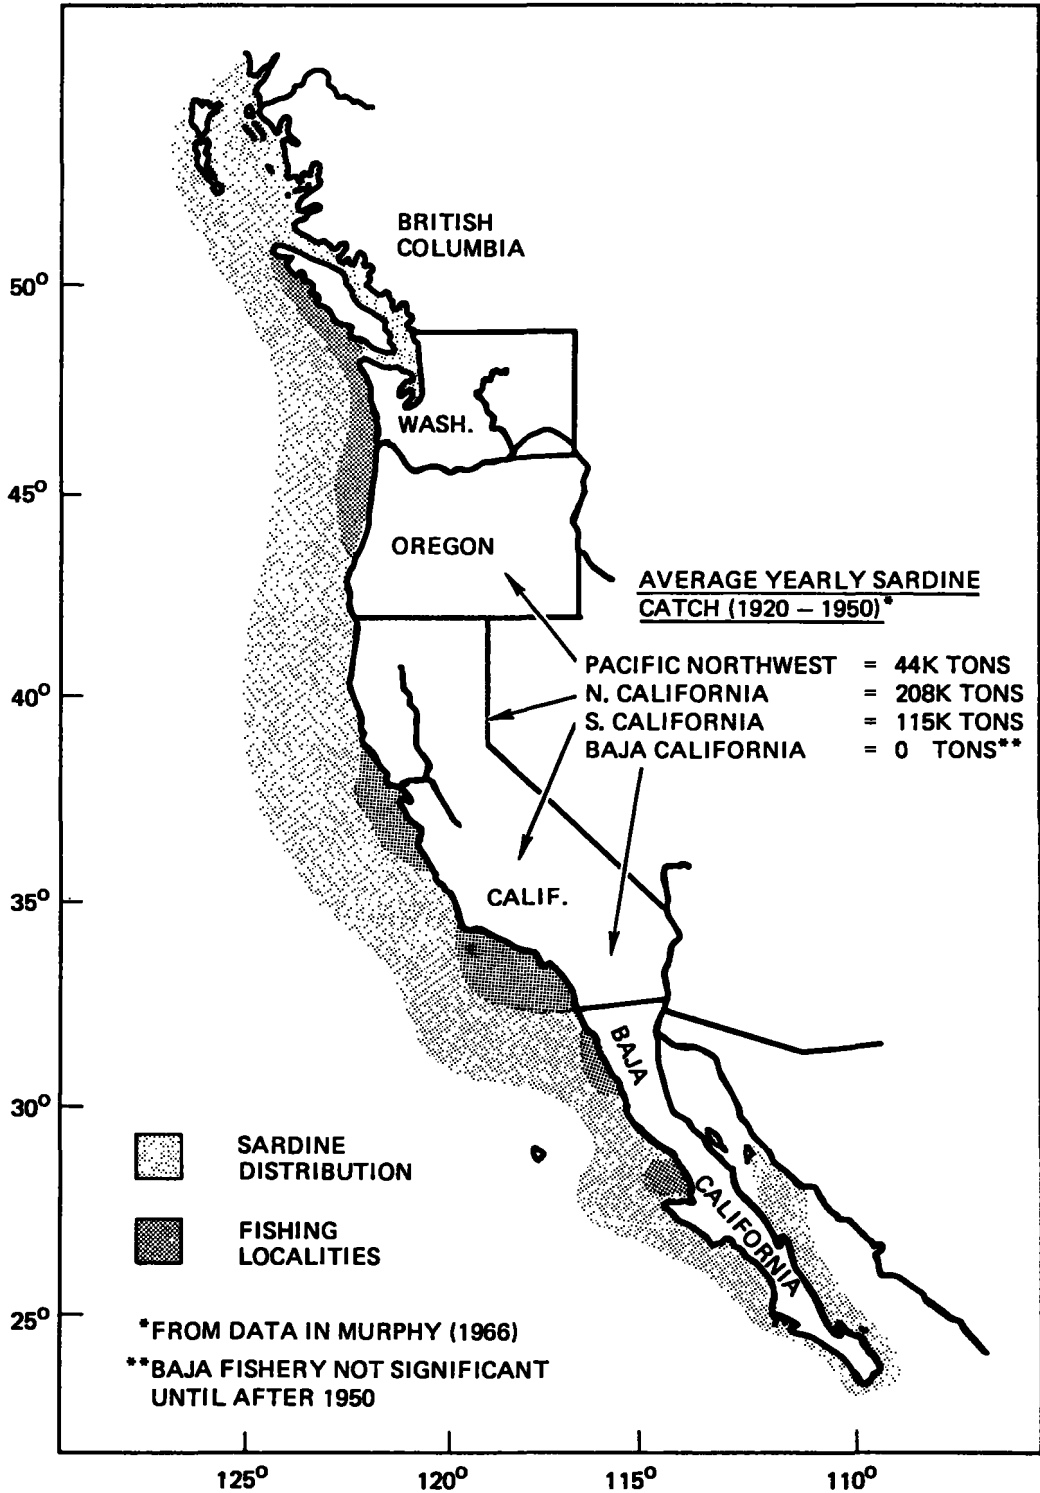 BRITISH
COLUMBIA
50°
WASH.
45°
OREGON
AVERAGE YEARLY SARDINE
CATCH (1920 – 1950)*
PACIFIC NORTHWEST = 44K TONS
N. CALIFORNIA = 208K TONS
40°
S. CALIFORNIA = 115K TONS
BAJA CALIFORNIA = 0 TONS**
35°
CALIF.
BAJA
CALIFORNIA
30°
SARDINE
DISTRIBUTION
FISHING
LOCALITIES
25°
*FROM DATA IN MURPHY (1966)
**BAJA FISHERY NOT SIGNIFICANT
UNTIL AFTER 1950
125° 120° 115° 110°